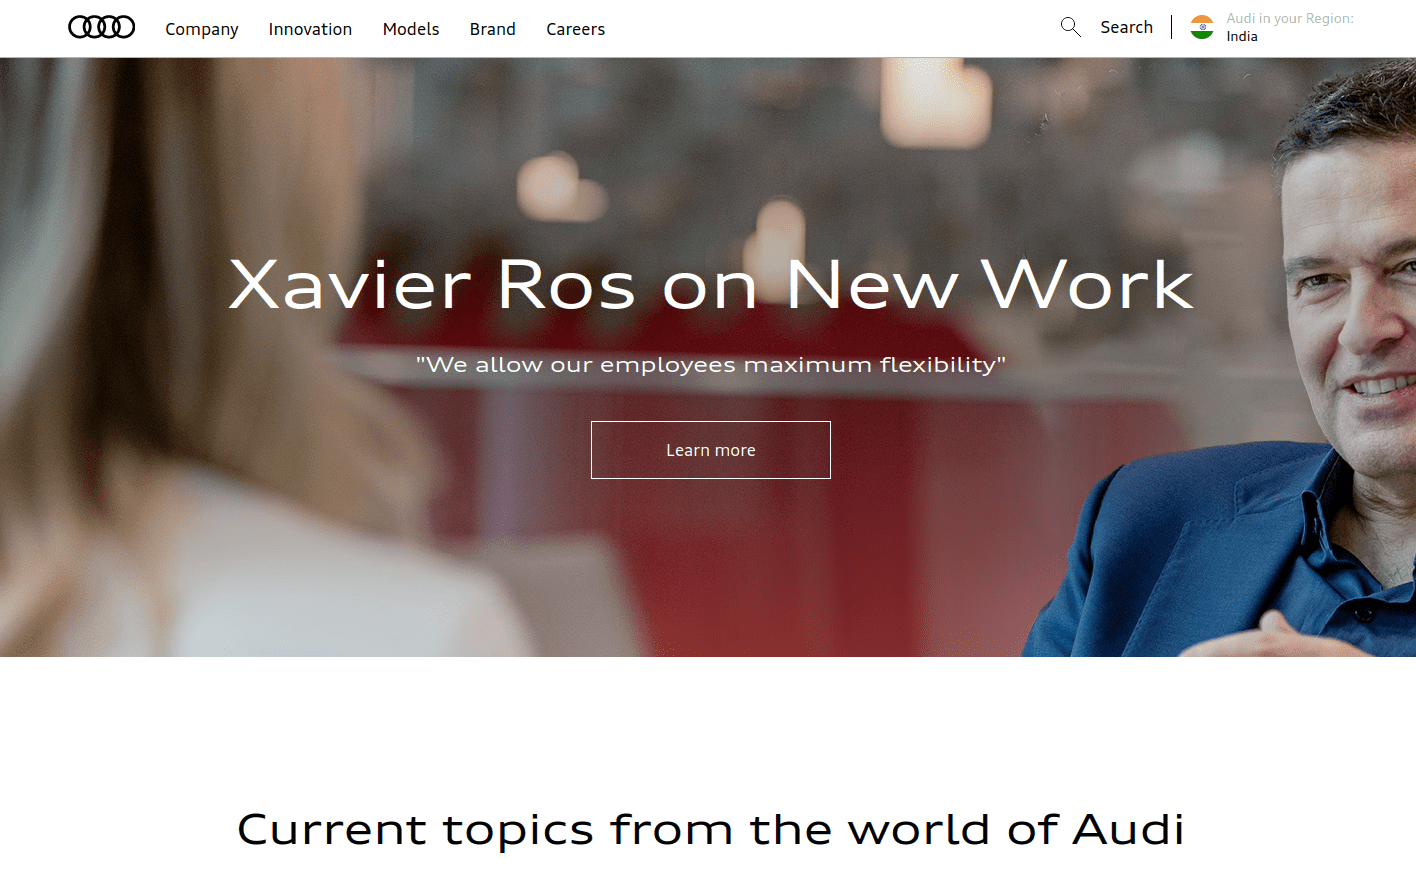 Company Innovation Models Brand Careers
Search
Audi in your Region:
India
Xavier Ros on New Work
"We allow our employees maximum flexibility"
Learn more
Current topics from the world of Audi